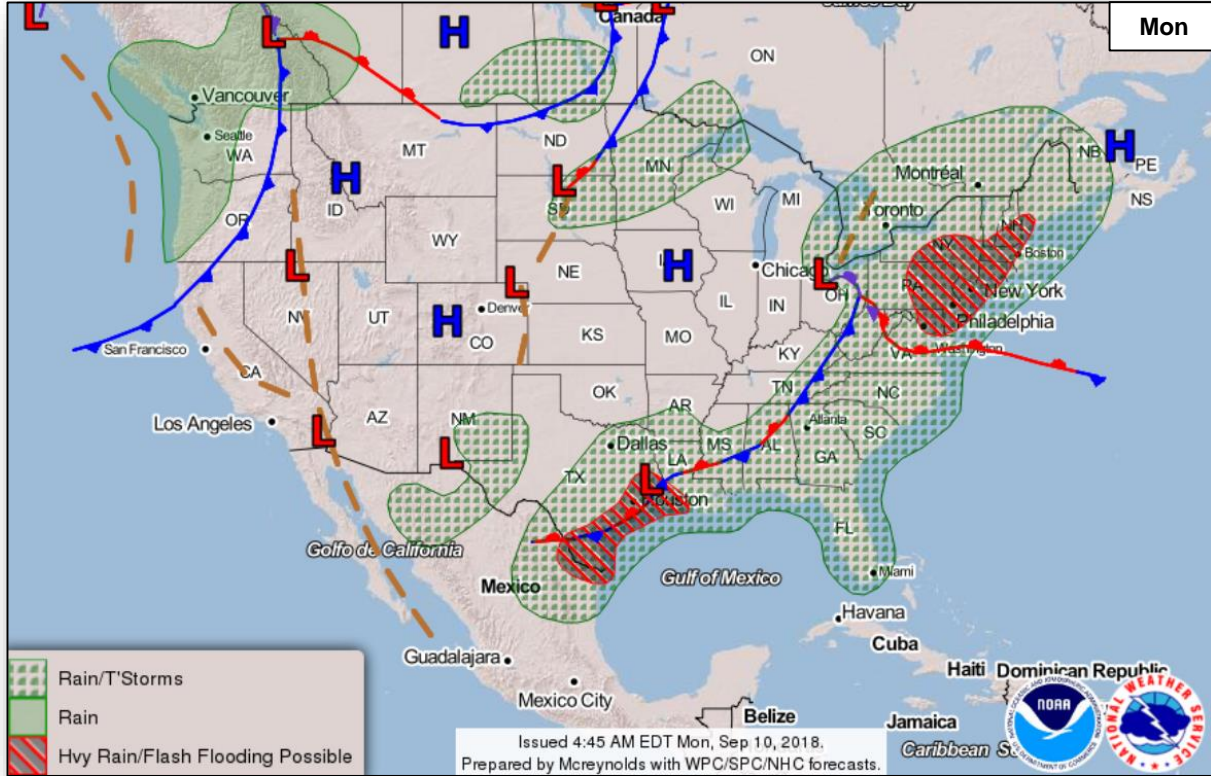 Canada
James Bay
Mon
L
L
L
L
H
ON
Vancouver
Seattle
WA
MT
ND
MN
NB
H
PE
Montréal
NS
H
ID
L
SD
WI
MI
Toronto
OR
WY
NH
NY
Boston
L
NV
L
NE
H
Chicago
L
OH
PA
New York
UT
H
Denver
CO
IL
IN
Philadelphia
San Francisco
CA
KS
MO
KY
VA
Washington
Los Angeles
L
AZ
NM
OK
AR
TN
NC
L
Dallas
MS
AL
Atlanta
SC
TX
LA
GA
L
Houston
FL
Golfo de California
Mexico
Gulf of Mexico
Miami
Havana
Cuba
Guadalajara
Haiti
Dominican Republic
Mexico City
Belize
Jamaica
Caribbean
Rain/T'Storms
Rain
Hvy Rain/Flash Flooding Possible
Issued 4:45 AM EDT Mon, Sep 10, 2018.
Prepared by Mcreynolds with WPC/SPC/NHC forecasts.
NOAA
NATIONAL WEATHER SERVICE